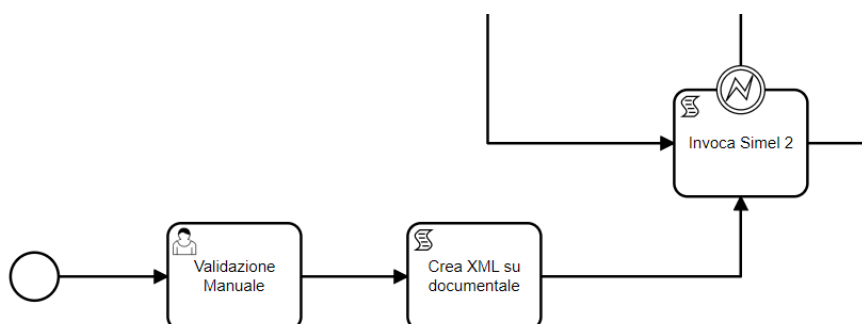 Invoca Simel 2
Validazione
Manuale
Crea XML su
documentale